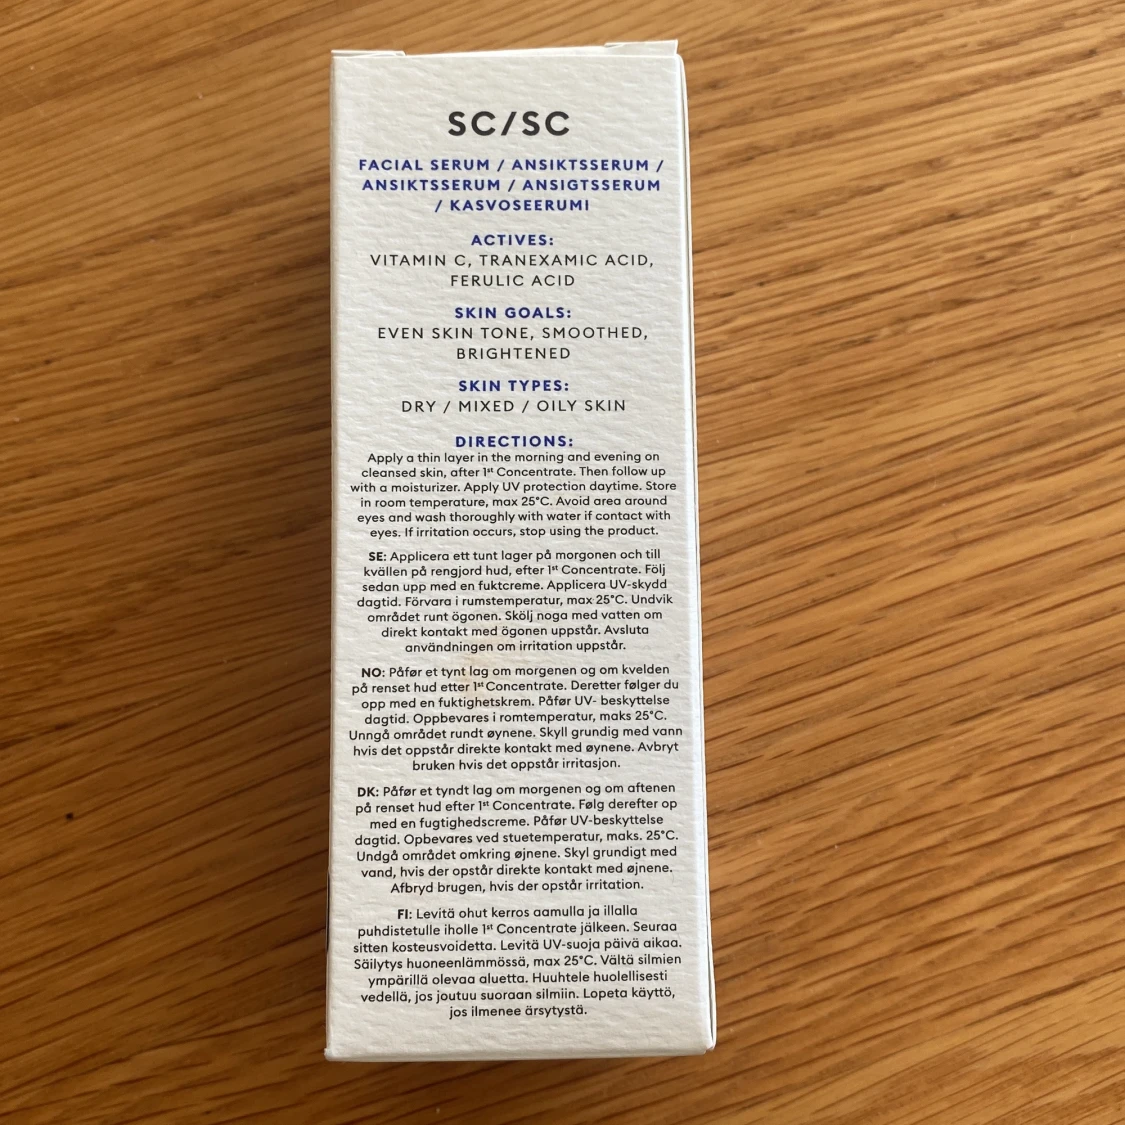 SC/SC
FACIAL SERUM / ANSIKTSSERUM /
ANSIKTSSERUM / ANSIGTSSERUM
/ KASVOSEERUMI
ACTIVES:
VITAMIN C, TRANEXAMIC ACID,
FERULIC ACID
SKIN GOALS:
EVEN SKIN TONE, SMOOTHED,
BRIGHTENED
SKIN TYPES:
DRY / MIXED / OILY SKIN
DIRECTIONS:
Apply a thin layer in the morning and evening on
cleansed skin, after 1st Concentrate. Then follow up
with a moisturizer. Apply UV protection daytime. Store
in room temperature, max 25°C. Avoid area around
eyes and wash thoroughly with water if contact with
eyes. If irritation occurs, stop using the product.
SE: Applicera ett tunt lager på morgonen och till
kvällen på rengjord hud, efter 1st Concentrate. Följ
sedan upp med en fuktcreme. Applicera UV-skydd
dagtid. Förvara i rumstemperatur, max 25°C. Undvik
området runt ögonen. Skölj noga med vatten om
direkt kontakt med ögonen uppstår. Avsluta
användningen om irritation uppstår.
NO: Påfør et tynt lag om morgenen og om kvelden
på renset hud etter 1st Concentrate. Deretter følger du
opp med en fuktighetskrem. Påfør UV- beskyttelse
dagtid. Oppbevares i romtemperatur, maks 25°C.
Unngå området rundt øynene. Skyll grundig med vann
hvis det oppstår direkte kontakt med øynene. Avbryt
bruken hvis det oppstår irritasjon.
DK: Påfør et tyndt lag om morgenen og om aftenen
på renset hud efter 1st Concentrate. Følg derefter op
med en fugtighedscreme. Påfør UV-beskyttelse
dagtid. Opbevares ved stuetemperatur, maks. 25°C.
Undgå området omkring øjnene. Skyl grundigt med
vand, hvis der opstår direkte kontakt med øjnene.
Afbryd brugen, hvis der opstår irritation.
FI: Levitä ohut kerros aamulla ja illalla
puhdistetulle iholle 1st Concentrate jälkeen. Seuraa
sitten kosteusvoidetta. Levitä UV-suoja päivä aikaa.
Säilytys huoneenlämmössä, max 25°C. Vältä silmien
ympärillä olevaa aluetta. Huuhtele huolellisesti
vedellä, jos joutuu suoraan silmiin. Lopeta käyttö,
jos ilmenee ärsytystä.